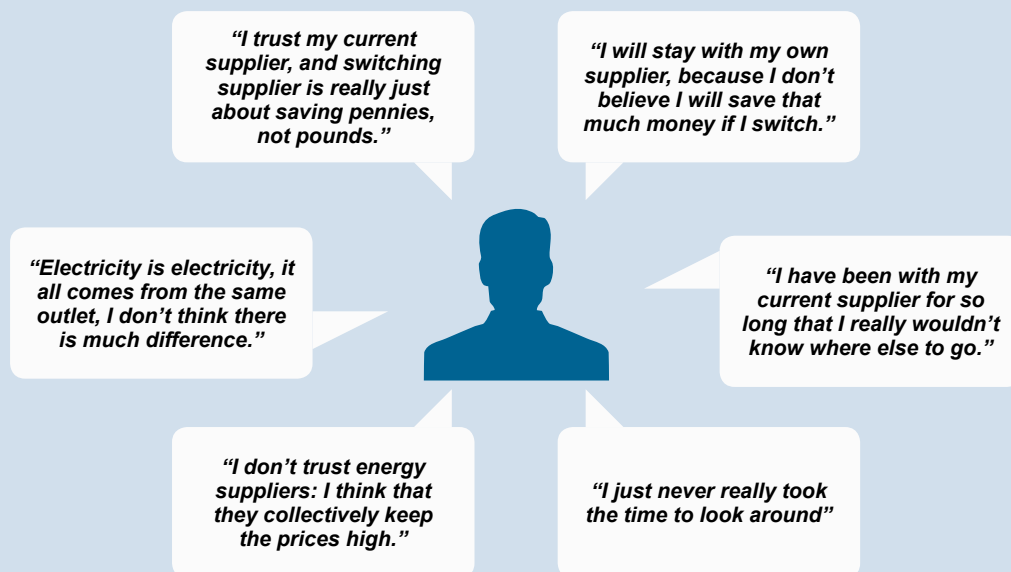 “I trust my current
supplier, and switching
supplier is really just
about saving pennies,
not pounds.”
“I will stay with my own
supplier, because I don’t
believe I will save that
much money if I switch.”
“Electricity is electricity, it
all comes from the same
outlet, I don’t think there
is much difference.”
“I have been with my
current supplier for so
long that I really wouldn’t
know where else to go.”
“I don’t trust energy
suppliers: I think that
they collectively keep
the prices high.”
“I just never really took
the time to look around”